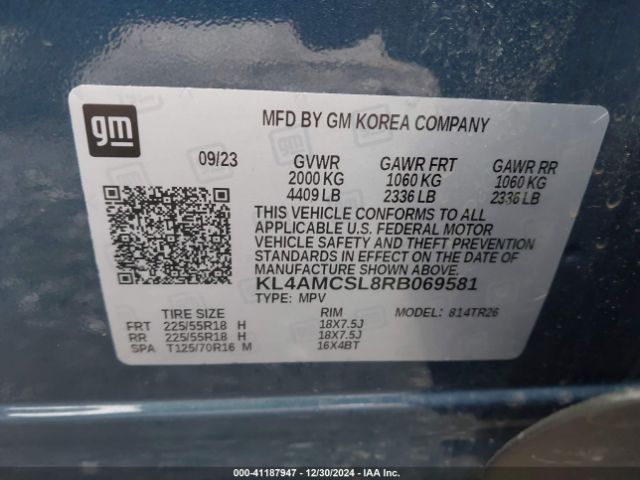 gm
MFD BY GM KOREA COMPANY
09/23 GVWR GAWR FRT GAWR RR
2000 KG 1060 KG 1060 KG
4409 LB 2336 LB 2336 LB
THIS VEHICLE CONFORMS TO ALL
APPLICABLE U.S. FEDERAL MOTOR
VEHICLE SAFETY AND THEFT PREVENTION
STANDARDS IN EFFECT ON THE DATE OF
MANUFACTURE SHOWN ABOVE.
KL4AMCSL8RB069581
TYPE: MPV
TIRE SIZE RIM MODEL: 814TR26
FRT 225/55R18 H 18X7.5J
RR 225/55R18 H 18X7.5J
SPA T125/70R16 M 16X4BT
000-41187947 - 12/30/2024 - IAA Inc.